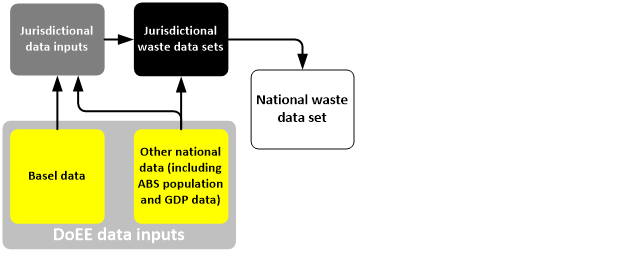 Jurisdictional
data inputs
Jurisdictional
waste data sets
National waste
data set
Basel data
Other national
data (including
ABS population
and GDP data)
DoEE data inputs